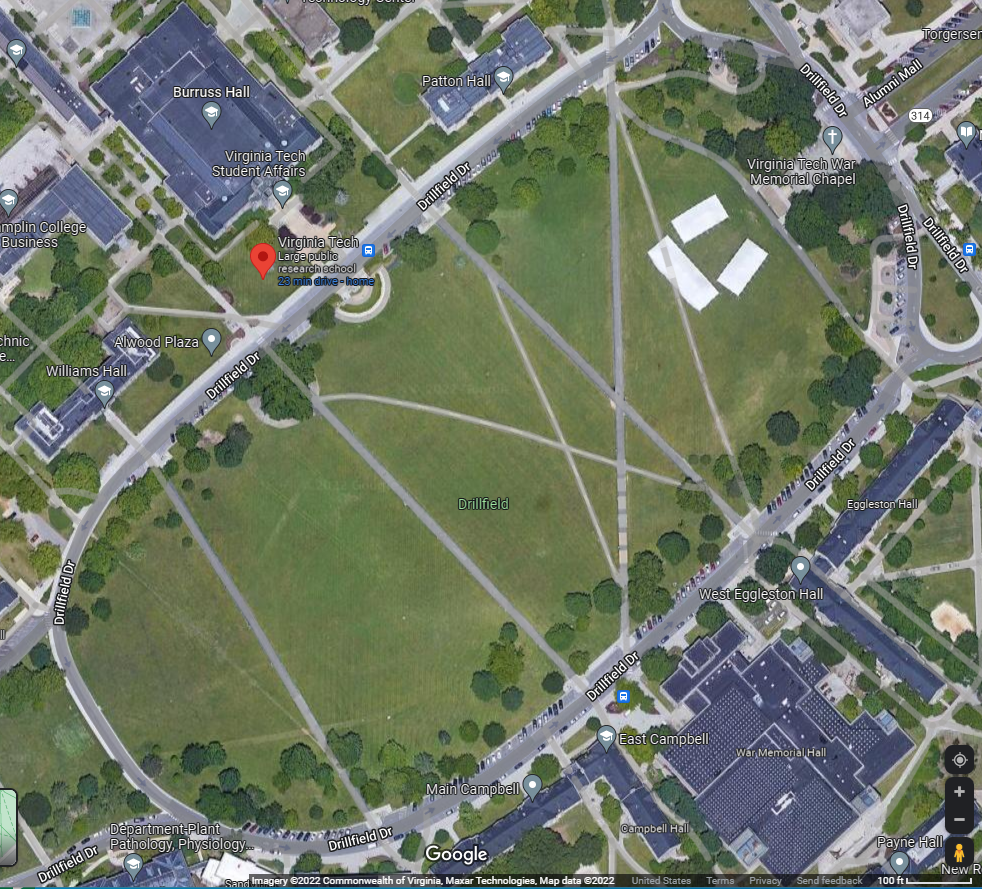 Technology Center
Torgersen
Patton Hall
Drillfield Dr
Alumni Mall
Burruss Hall
314
Virginia Tech
Student Affairs
Virginia Tech War
Memorial Chapel
Drillfield Dr
amplin College
Business
Drillfield Dr
Drillfield Dr
Virginia Tech
Large public
research school
23 min drive - home
chnic
e...
Alwood Plaza
Williams Hall
Drillfield Dr
Drillfield Dr
Drillfield
Eggleston Hall
Drillfield Dr
West Eggleston Hall
Drillfield Dr
East Campbell
War Memorial Hall
Main Campbell
Campbell Hall
Department-Plant
Pathology, Physiology...
Drillfield Dr
Payne Hall
Drillfield Dr
Google
Sand
New R
Imagery ©2022 Commonwealth of Virginia, Maxar Technologies, Map data ©2022 United States Terms Privacy Send feedback 100 ft